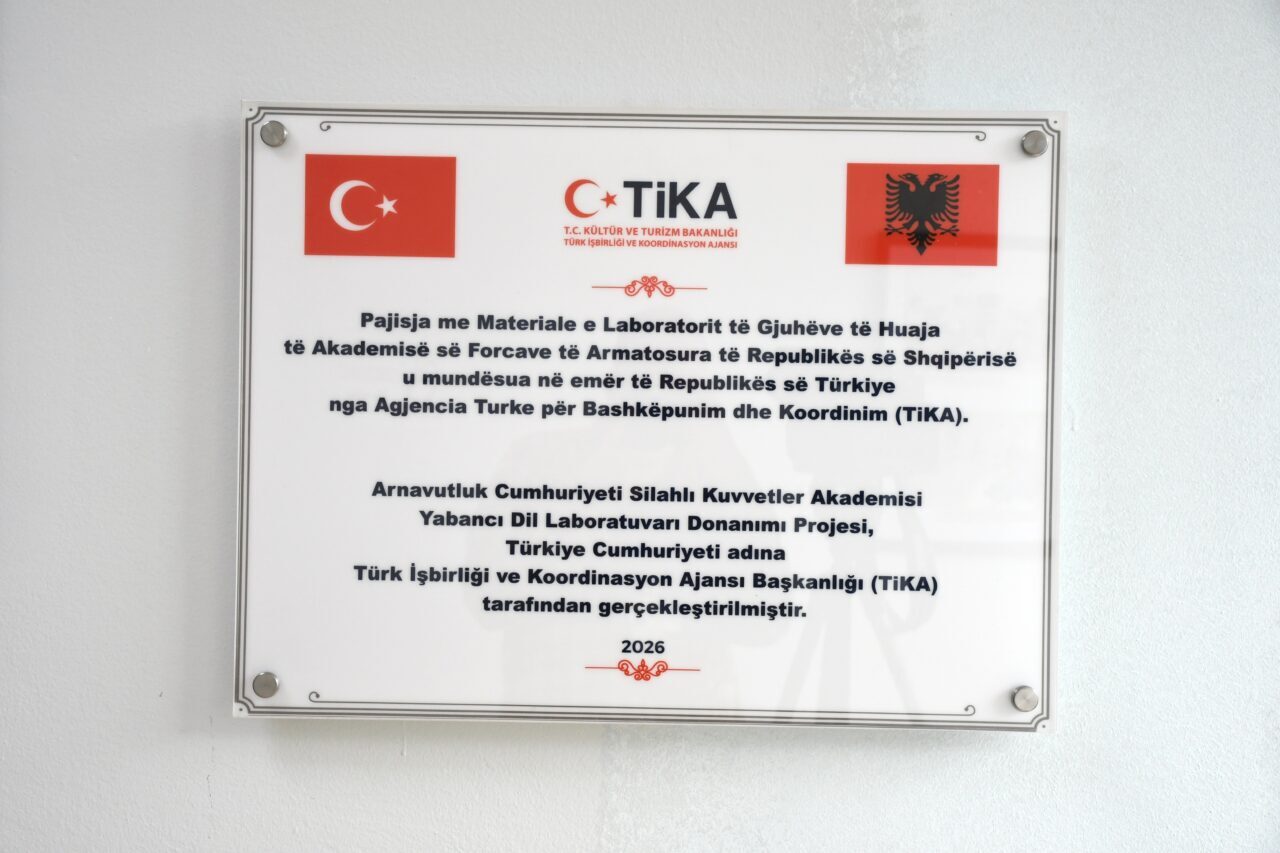 TiKA
T.C. KÜLTÜR VE TURİZM BAKANLIĞI
TÜRK İŞBİRLİĞİ VE KOORDİNASYON AJANSI
Pajisja me Materiale e Laboratorit të Gjuhëve të Huaja
të Akademisë së Forcave të Armatosura të Republikës së Shqipërisë
u mundësua në emër të Republikës së Türkiye
nga Agjencia Turke për Bashkëpunim dhe Koordinim (TiKA).
Arnavutluk Cumhuriyeti Silahlı Kuvvetler Akademisi
Yabancı Dil Laboratuvarı Donanımı Projesi,
Türkiye Cumhuriyeti adına
Türk İşbirliği ve Koordinasyon Ajansı Başkanlığı (TiKA)
tarafından gerçekleştirilmiştir.
2026